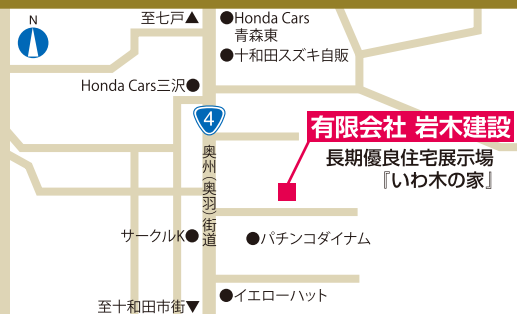 N
至七戸▲
●Honda Cars
青森東
●十和田スズキ自販
Honda Cars三沢●
4
有限会社 岩木建設
長期優良住宅展示場
『いわ木の家』
奥州（奥羽）街道
サークルK●
●パチンコダイナム
●イエローハット
至十和田市街▼